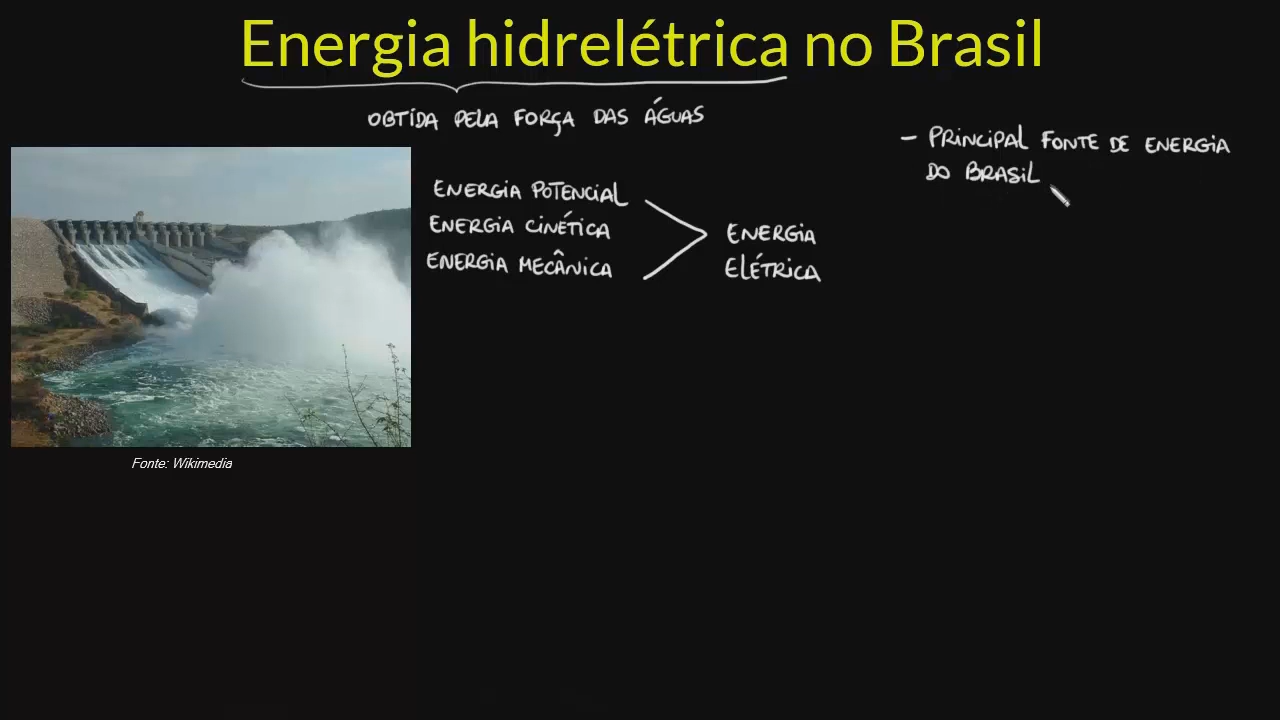 Energia hidrelétrica no Brasil
OBTIDA PELA FORÇA DAS ÁGUAS
ENERGIA POTENCIAL
ENERGIA CINÉTICA
ENERGIA MECÂNICA
ENERGIA
ELÉTRICA
- PRINCIPAL FONTE DE ENERGIA
DO BRASIL
Fonte: Wikimedia